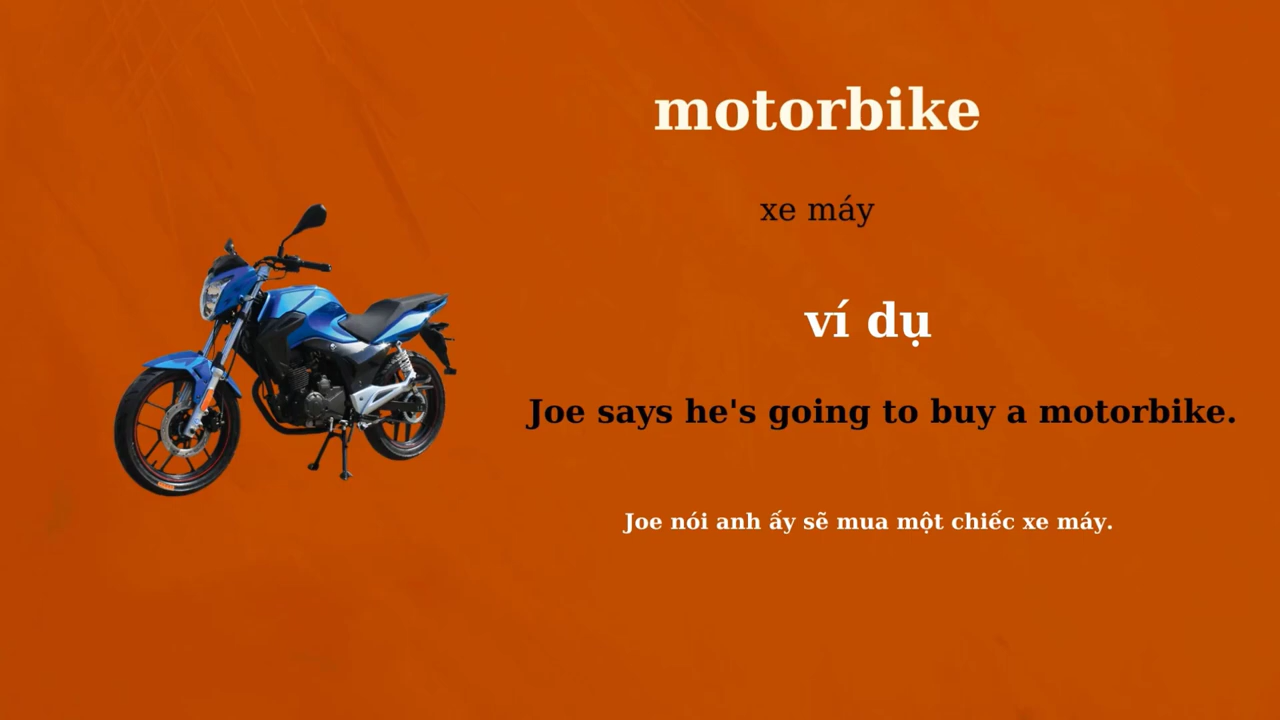 motorbike
xe máy
ví dụ
Joe says he's going to buy a motorbike.
Joe nói anh ấy sẽ mua một chiếc xe máy.